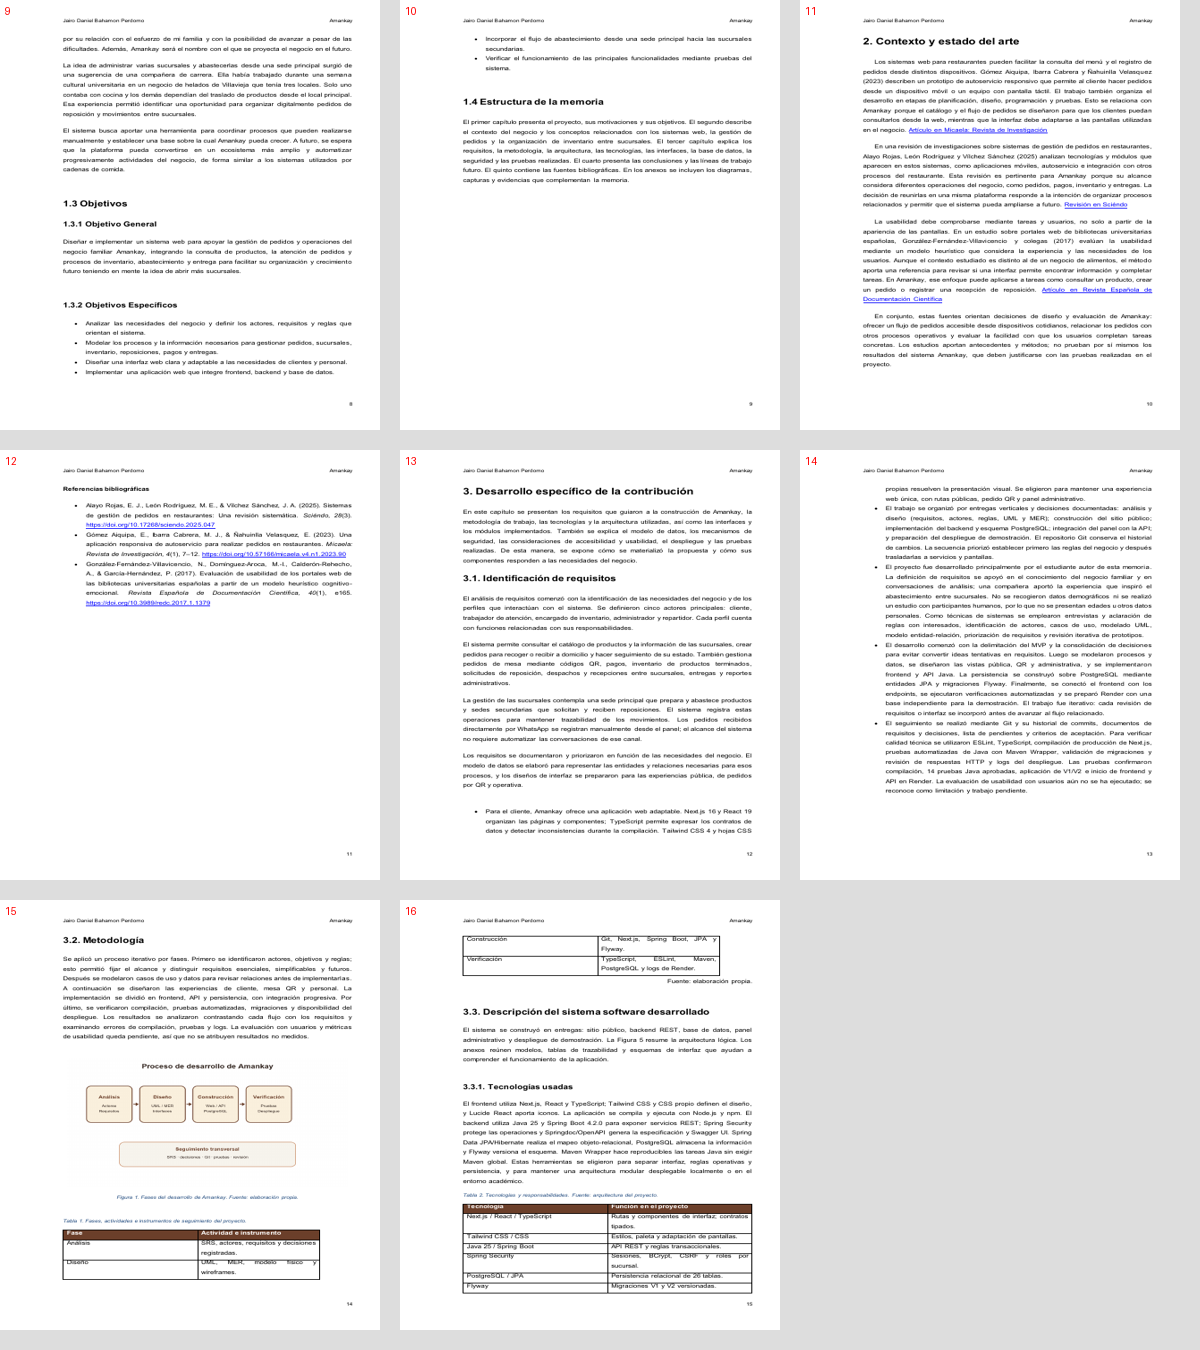 9
Jairo Daniel Bahamon Perdomo Amankay
por su relación con el esfuerzo de mi familia y con la posibilidad de avanzar a pesar de las
dificultades. Además, Amankay será el nombre con el que se proyecta el negocio en el futuro.
La idea de administrar varias sucursales y abastecerlas desde una sede principal surgió de
una sugerencia de una compañera de carrera. Ella había trabajado durante una semana
cultural universitaria en un negocio de helados de Villavieja que tenía tres locales. Solo uno
contaba con cocina y los demás dependían del traslado de productos desde el local principal.
Esa experiencia permitió identificar una oportunidad para organizar digitalmente pedidos de
reposición y movimientos entre sucursales.
El sistema busca aportar una herramienta para coordinar procesos que pueden realizarse
manualmente y establecer una base sobre la cual Amankay pueda crecer. A futuro, se espera
que la plataforma pueda convertirse en un ecosistema más amplio y automatizar
progresivamente actividades del negocio, de forma similar a los sistemas utilizados por
cadenas de comida.
1.3 Objetivos
1.3.1 Objetivo General
Diseñar e implementar un sistema web para apoyar la gestión de pedidos y operaciones del
negocio familiar Amankay, integrando la consulta de productos, la atención de pedidos y
procesos de inventario, abastecimiento y entrega para facilitar su organización y crecimiento
futuro teniendo en mente la idea de abrir más sucursales.
1.3.2 Objetivos Específicos
• Analizar las necesidades del negocio y definir los actores, requisitos y reglas que
orientan el sistema.
• Modelar los procesos y la información necesarios para gestionar pedidos, sucursales,
inventario, reposiciones, pagos y entregas.
• Diseñar una interfaz web clara y adaptable a las necesidades de clientes y personal.
• Implementar una aplicación web que integre frontend, backend y base de datos.
8
10
Jairo Daniel Bahamon Perdomo Amankay
• Incorporar el flujo de abastecimiento desde una sede principal hacia las sucursales
secundarias.
• Verificar el funcionamiento de las principales funcionalidades mediante pruebas del
sistema.
1.4 Estructura de la memoria
El primer capítulo presenta el proyecto, sus motivaciones y sus objetivos. El segundo describe
el contexto del negocio y los conceptos relacionados con los sistemas web, la gestión de
pedidos y la organización de inventario entre sucursales. El tercer capítulo explica los
requisitos, la metodología, la arquitectura, las tecnologías, las interfaces, la base de datos, la
seguridad y las pruebas realizadas. El cuarto presenta las conclusiones y las líneas de trabajo
futuro. El quinto contiene las fuentes bibliográficas. En los anexos se incluyen los diagramas,
capturas y evidencias que complementan la memoria.
9
11
Jairo Daniel Bahamon Perdomo Amankay
2. Contexto y estado del arte
Los sistemas web para restaurantes pueden facilitar la consulta del menú y el registro de
pedidos desde distintos dispositivos. Gómez Aiquipa, Ibarra Cabrera y Ñahuinlla Velasquez
(2023) describen un prototipo de autoservicio responsivo que permite al cliente hacer pedidos
desde un dispositivo móvil o un equipo con pantalla táctil. El trabajo también organiza el
desarrollo en etapas de planificación, diseño, programación y pruebas. Esto se relaciona con
Amankay porque el catálogo y el flujo de pedidos se diseñaron para que los clientes puedan
consultarlos desde la web, mientras que la interfaz debe adaptarse a las pantallas utilizadas
en el negocio. Artículo en Micaela: Revista de Investigación
En una revisión de investigaciones sobre sistemas de gestión de pedidos en restaurantes,
Alayo Rojas, León Rodríguez y Vílchez Sánchez (2025) analizan tecnologías y módulos que
aparecen en estos sistemas, como aplicaciones móviles, autoservicio e integración con otros
procesos del restaurante. Esta revisión es pertinente para Amankay porque su alcance
considera diferentes operaciones del negocio, como pedidos, pagos, inventario y entregas. La
decisión de reunirlas en una misma plataforma responde a la intención de organizar procesos
relacionados y permitir que el sistema pueda ampliarse a futuro. Revisión en Sciéndo
La usabilidad debe comprobarse mediante tareas y usuarios, no solo a partir de la
apariencia de las pantallas. En un estudio sobre portales web de bibliotecas universitarias
españolas, González-Fernández-Villavicencio y colegas (2017) evalúan la usabilidad
mediante un modelo heurístico que considera la experiencia y las necesidades de los
usuarios. Aunque el contexto estudiado es distinto al de un negocio de alimentos, el método
aporta una referencia para revisar si una interfaz permite encontrar información y completar
tareas. En Amankay, ese enfoque puede aplicarse a tareas como consultar un producto, crear
un pedido o registrar una recepción de reposición. Artículo en Revista Española de
Documentación Científica
En conjunto, estas fuentes orientan decisiones de diseño y evaluación de Amankay:
ofrecer un flujo de pedidos accesible desde dispositivos cotidianos, relacionar los pedidos con
otros procesos operativos y evaluar la facilidad con que los usuarios completan tareas
concretas. Los estudios aportan antecedentes y métodos; no prueban por sí mismos los
resultados del sistema Amankay, que deben justificarse con las pruebas realizadas en el
proyecto.
10
12
Jairo Daniel Bahamon Perdomo Amankay
Referencias bibliográficas
• Alayo Rojas, E. J., León Rodríguez, M. E., & Vílchez Sánchez, J. A. (2025). Sistemas
de gestión de pedidos en restaurantes: Una revisión sistemática. Sciéndo, 28(3).
https://doi.org/10.17268/sciendo.2025.047
• Gómez Aiquipa, E., Ibarra Cabrera, M. J., & Ñahuinlla Velasquez, E. (2023). Una
aplicación responsiva de autoservicio para realizar pedidos en restaurantes. Micaela:
Revista de Investigación, 4(1), 7–12. https://doi.org/10.57166/micaela.v4.n1.2023.90
• González-Fernández-Villavicencio, N., Domínguez-Aroca, M.-I., Calderón-Rehecho,
A., & García-Hernández, P. (2017). Evaluación de usabilidad de los portales web de
las bibliotecas universitarias españolas a partir de un modelo heurístico cognitivo-
emocional. Revista Española de Documentación Científica, 40(1), e165.
https://doi.org/10.3989/redc.2017.1.1379
11
13
Jairo Daniel Bahamon Perdomo Amankay
3. Desarrollo específico de la contribución
En este capítulo se presentan los requisitos que guiaron a la construcción de Amankay, la
metodología de trabajo, las tecnologías y la arquitectura utilizadas, así como las interfaces y
los módulos implementados. También se explica el modelo de datos, los mecanismos de
seguridad, las consideraciones de accesibilidad y usabilidad, el despliegue y las pruebas
realizadas. De esta manera, se expone cómo se materializó la propuesta y cómo sus
componentes responden a las necesidades del negocio.
3.1. Identificación de requisitos
El análisis de requisitos comenzó con la identificación de las necesidades del negocio y de los
perfiles que interactúan con el sistema. Se definieron cinco actores principales: cliente,
trabajador de atención, encargado de inventario, administrador y repartidor. Cada perfil cuenta
con funciones relacionadas con sus responsabilidades.
El sistema permite consultar el catálogo de productos y la información de las sucursales, crear
pedidos para recoger o recibir a domicilio y hacer seguimiento de su estado. También gestiona
pedidos de mesa mediante códigos QR, pagos, inventario de productos terminados,
solicitudes de reposición, despachos y recepciones entre sucursales, entregas y reportes
administrativos.
La gestión de las sucursales contempla una sede principal que prepara y abastece productos
y sedes secundarias que solicitan y reciben reposiciones. El sistema registra estas
operaciones para mantener trazabilidad de los movimientos. Los pedidos recibidos
directamente por WhatsApp se registran manualmente desde el panel; el alcance del sistema
no requiere automatizar las conversaciones de ese canal.
Los requisitos se documentaron y priorizaron en función de las necesidades del negocio. El
modelo de datos se elaboró para representar las entidades y relaciones necesarias para esos
procesos, y los diseños de interfaz se prepararon para las experiencias pública, de pedidos
por QR y operativa.
• Para el cliente, Amankay ofrece una aplicación web adaptable. Next.js 16 y React 19
organizan las páginas y componentes; TypeScript permite expresar los contratos de
datos y detectar inconsistencias durante la compilación. Tailwind CSS 4 y hojas CSS
12
14
Jairo Daniel Bahamon Perdomo Amankay
propias resuelven la presentación visual. Se eligieron para mantener una experiencia
web única, con rutas públicas, pedido QR y panel administrativo.
• El trabajo se organizó por entregas verticales y decisiones documentadas: análisis y
diseño (requisitos, actores, reglas, UML y MER); construcción del sitio público;
implementación del backend y esquema PostgreSQL; integración del panel con la API;
y preparación del despliegue de demostración. El repositorio Git conserva el historial
de cambios. La secuencia priorizó establecer primero las reglas del negocio y después
trasladarlas a servicios y pantallas.
• El proyecto fue desarrollado principalmente por el estudiante autor de esta memoria.
La definición de requisitos se apoyó en el conocimiento del negocio familiar y en
conversaciones de análisis; una compañera aportó la experiencia que inspiró el
abastecimiento entre sucursales. No se recogieron datos demográficos ni se realizó
un estudio con participantes humanos, por lo que no se presentan edades u otros datos
personales. Como técnicas de sistemas se emplearon entrevistas y aclaración de
reglas con interesados, identificación de actores, casos de uso, modelado UML,
modelo entidad-relación, priorización de requisitos y revisión iterativa de prototipos.
• El desarrollo comenzó con la delimitación del MVP y la consolidación de decisiones
para evitar convertir ideas tentativas en requisitos. Luego se modelaron procesos y
datos, se diseñaron las vistas pública, QR y administrativa, y se implementaron
frontend y API Java. La persistencia se construyó sobre PostgreSQL mediante
entidades JPA y migraciones Flyway. Finalmente, se conectó el frontend con los
endpoints, se ejecutaron verificaciones automatizadas y se preparó Render con una
base independiente para la demostración. El trabajo fue iterativo: cada revisión de
requisitos o interfaz se incorporó antes de avanzar al flujo relacionado.
• El seguimiento se realizó mediante Git y su historial de commits, documentos de
requisitos y decisiones, lista de pendientes y criterios de aceptación. Para verificar
calidad técnica se utilizaron ESLint, TypeScript, compilación de producción de Next.js,
pruebas automatizadas de Java con Maven Wrapper, validación de migraciones y
revisión de respuestas HTTP y logs del despliegue. Las pruebas confirmaron
compilación, 14 pruebas Java aprobadas, aplicación de V1/V2 e inicio de frontend y
API en Render. La evaluación de usabilidad con usuarios aún no se ha ejecutado; se
reconoce como limitación y trabajo pendiente.
13
15
Jairo Daniel Bahamon Perdomo Amankay
3.2. Metodología
Se aplicó un proceso iterativo por fases. Primero se identificaron actores, objetivos y reglas;
esto permitió fijar el alcance y distinguir requisitos esenciales, simplificables y futuros.
Después se modelaron casos de uso y datos para revisar relaciones antes de implementarlas.
A continuación se diseñaron las experiencias de cliente, mesa QR y personal. La
implementación se dividió en frontend, API y persistencia, con integración progresiva. Por
último, se verificaron compilación, pruebas automatizadas, migraciones y disponibilidad del
despliegue. Los resultados se analizaron contrastando cada flujo con los requisitos y
examinando errores de compilación, pruebas y logs. La evaluación con usuarios y métricas
de usabilidad queda pendiente, así que no se atribuyen resultados no medidos.
Proceso de desarrollo de Amankay
Análisis Diseño Construcción Verificación
Actores UML / MER Web / API Pruebas
Requisitos Interfaces PostgreSQL Despliegue
Seguimiento transversal
SRS · decisiones · Git · pruebas · revisión
Figura 1. Fases del desarrollo de Amankay. Fuente: elaboración propia.
Tabla 1. Fases, actividades e instrumentos de seguimiento del proyecto.
Fase Actividad e instrumento
Análisis SRS, actores, requisitos y decisiones
registradas.
Diseño UML, MER, modelo físico y
wireframes.
14
16
Jairo Daniel Bahamon Perdomo Amankay
Construcción Git, Next.js, Spring Boot, JPA y
Flyway.
Verificación TypeScript, ESLint, Maven,
PostgreSQL y logs de Render.
Fuente: elaboración propia.
3.3. Descripción del sistema software desarrollado
El sistema se construyó en entregas: sitio público, backend REST, base de datos, panel
administrativo y despliegue de demostración. La Figura 5 resume la arquitectura lógica. Los
anexos reúnen modelos, tablas de trazabilidad y esquemas de interfaz que ayudan a
comprender el funcionamiento de la aplicación.
3.3.1. Tecnologías usadas
El frontend utiliza Next.js, React y TypeScript; Tailwind CSS y CSS propio definen el diseño,
y Lucide React aporta iconos. La aplicación se compila y ejecuta con Node.js y npm. El
backend utiliza Java 25 y Spring Boot 4.2.0 para exponer servicios REST; Spring Security
protege las operaciones y Springdoc/OpenAPI genera la especificación y Swagger UI. Spring
Data JPA/Hibernate realiza el mapeo objeto-relacional, PostgreSQL almacena la información
y Flyway versiona el esquema. Maven Wrapper hace reproducibles las tareas Java sin exigir
Maven global. Estas herramientas se eligieron para separar interfaz, reglas operativas y
persistencia, y para mantener una arquitectura modular desplegable localmente o en el
entorno académico.
Tabla 2. Tecnologías y responsabilidades. Fuente: arquitectura del proyecto.
Tecnología Función en el proyecto
Next.js / React / TypeScript Rutas y componentes de interfaz; contratos
tipados.
Tailwind CSS / CSS Estilos, paleta y adaptación de pantallas.
Java 25 / Spring Boot API REST y reglas transaccionales.
Spring Security Sesiones, BCrypt, CSRF y roles por
sucursal.
PostgreSQL / JPA Persistencia relacional de 26 tablas.
Flyway Migraciones V1 y V2 versionadas.
15